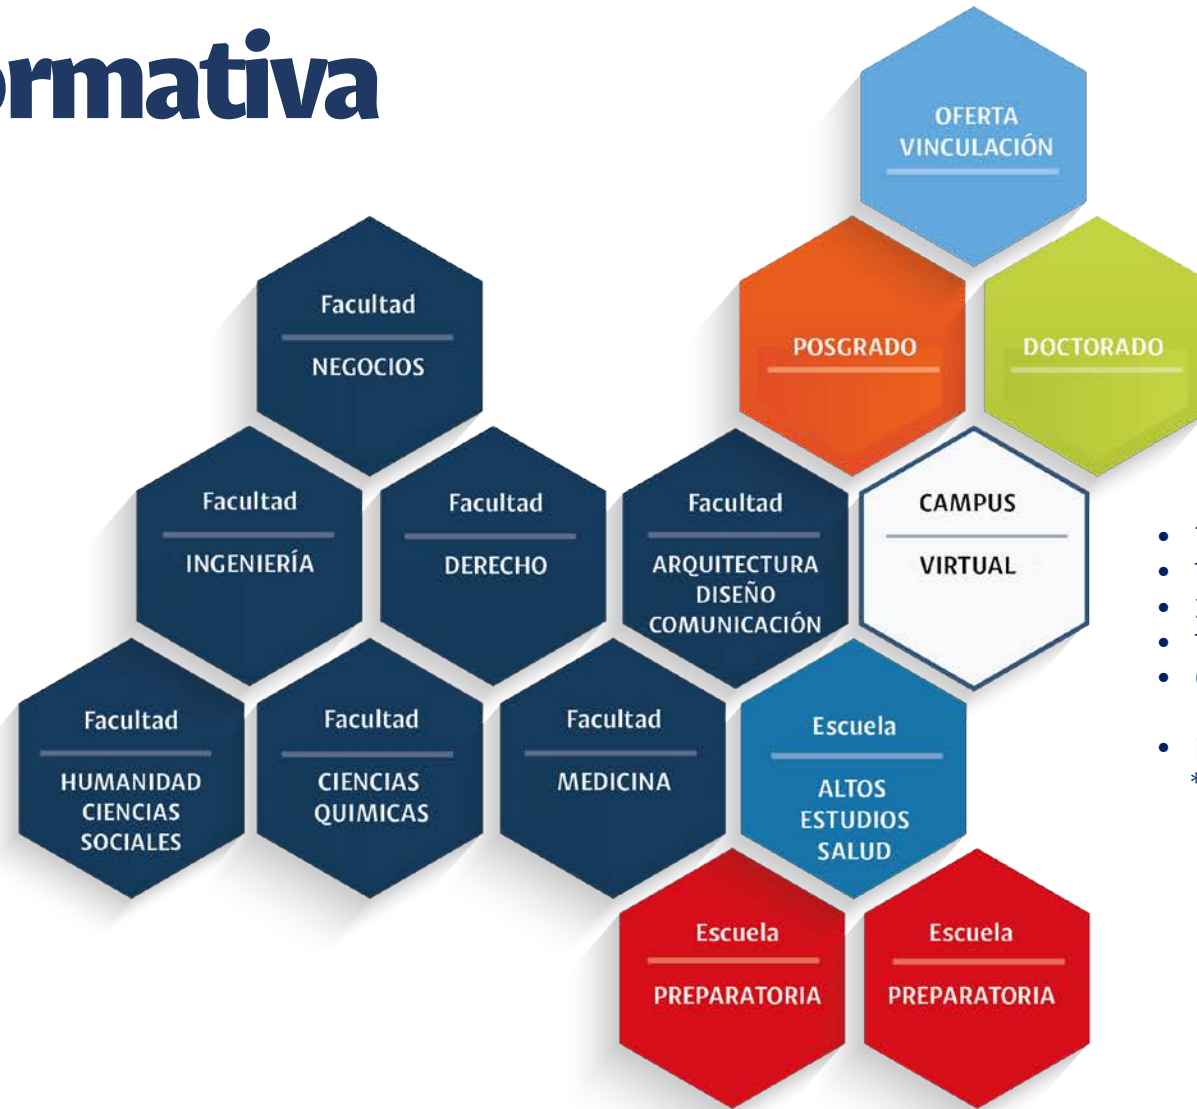 ormativa
OFERTA
VINCULACIÓN
Facultad
NEGOCIOS
POSGRADO
DOCTORADO
Facultad
INGENIERÍA
Facultad
DERECHO
Facultad
ARQUITECTURA
DISEÑO
COMUNICACIÓN
CAMPUS
VIRTUAL
Facultad
HUMANIDAD
CIENCIAS
SOCIALES
Facultad
CIENCIAS
QUIMICAS
Facultad
MEDICINA
Escuela
ALTOS
ESTUDIOS
SALUD
Escuela
PREPARATORIA
Escuela
PREPARATORIA